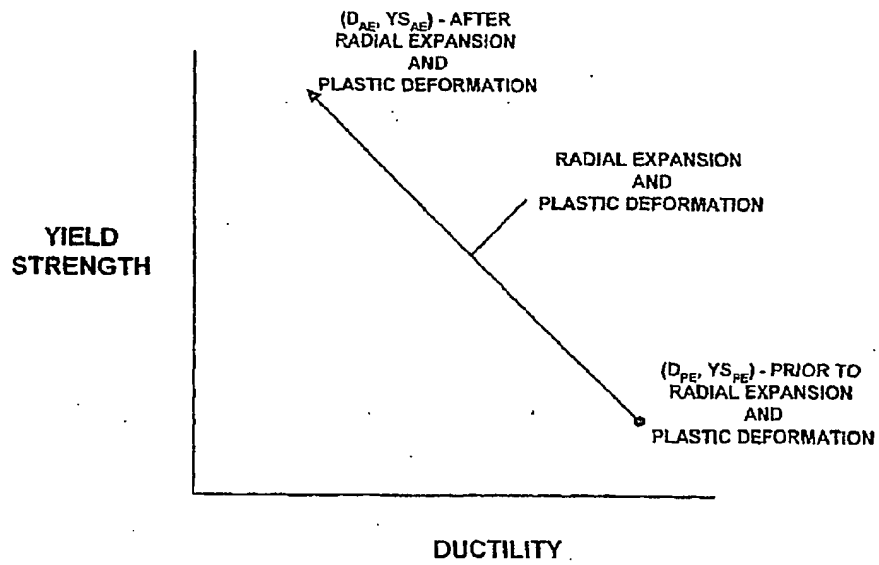 (D_AE, YS_AE) - AFTER
RADIAL EXPANSION
AND
PLASTIC DEFORMATION
RADIAL EXPANSION
AND
PLASTIC DEFORMATION
YIELD
STRENGTH
(D_PE, YS_PE) - PRIOR TO
RADIAL EXPANSION
AND
PLASTIC DEFORMATION
DUCTILITY